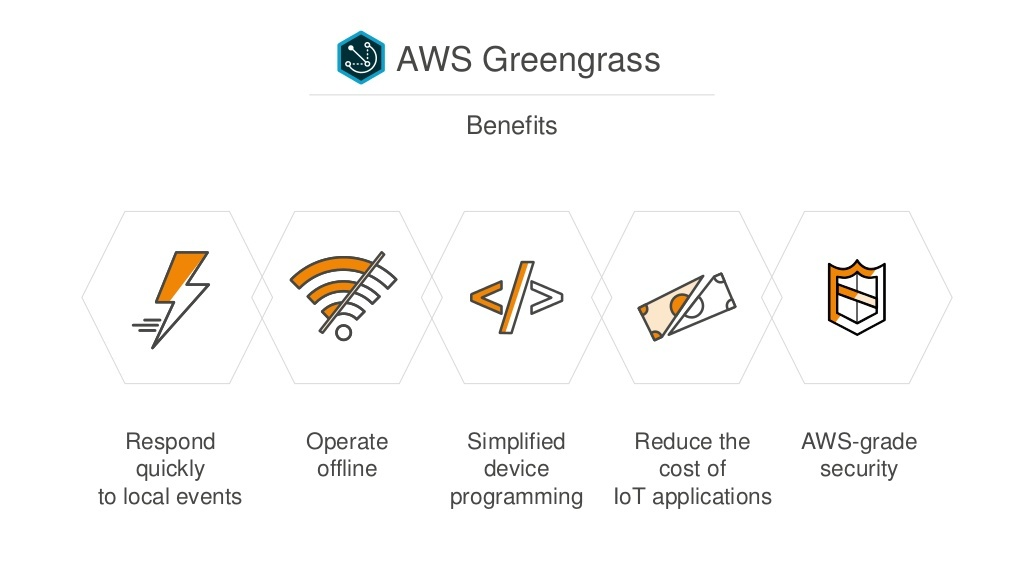 AWS Greengrass
Benefits
Respond
quickly
to local events
Operate
offline
Simplified
device
programming
Reduce the
cost of
IoT applications
AWS-grade
security